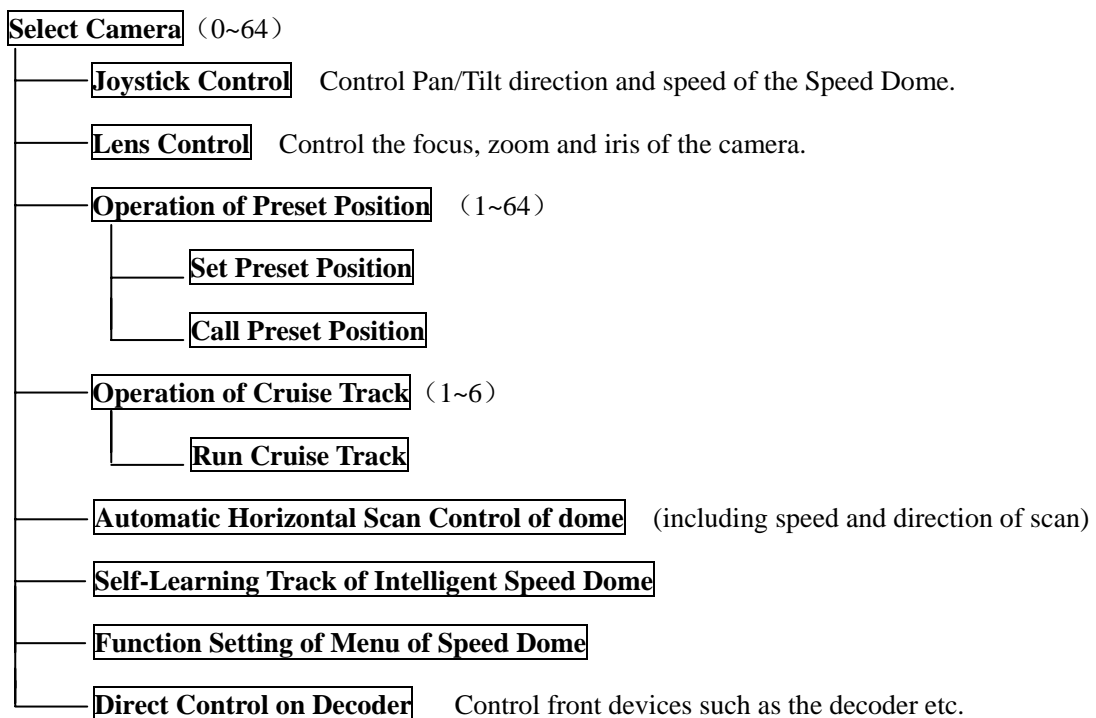 Select Camera（0~64）
Joystick Control Control Pan/Tilt direction and speed of the Speed Dome.
Lens Control Control the focus, zoom and iris of the camera.
Operation of Preset Position （1~64）
Set Preset Position
Call Preset Position
Operation of Cruise Track（1~6）
Run Cruise Track
Automatic Horizontal Scan Control of dome (including speed and direction of scan)
Self-Learning Track of Intelligent Speed Dome
Function Setting of Menu of Speed Dome
Direct Control on Decoder Control front devices such as the decoder etc.